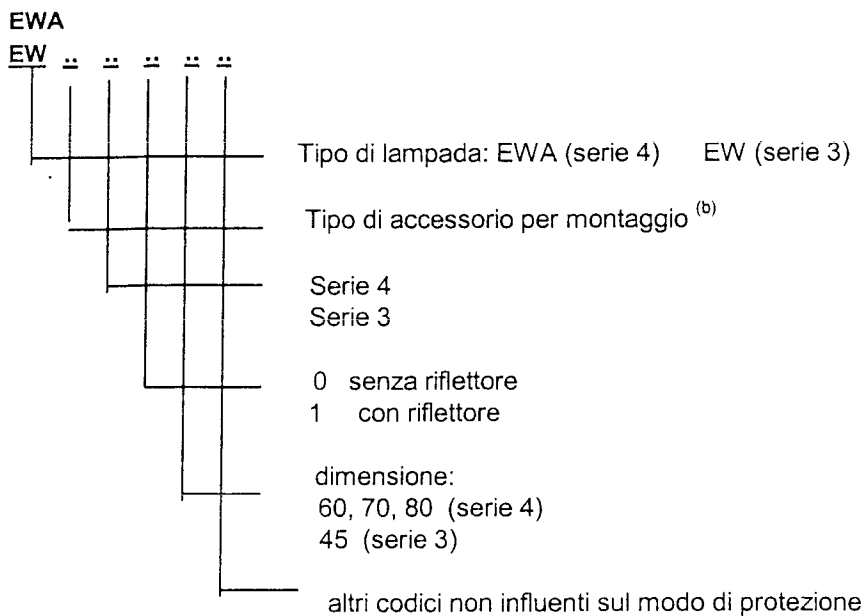 EWA
EW .. .. .. .. ..
Tipo di lampada: EWA (serie 4) EW (serie 3)
Tipo di accessorio per montaggio (b)
Serie 4
Serie 3
0 senza riflettore
1 con riflettore
dimensione:
60, 70, 80 (serie 4)
45 (serie 3)
altri codici non influenti sul modo di protezione